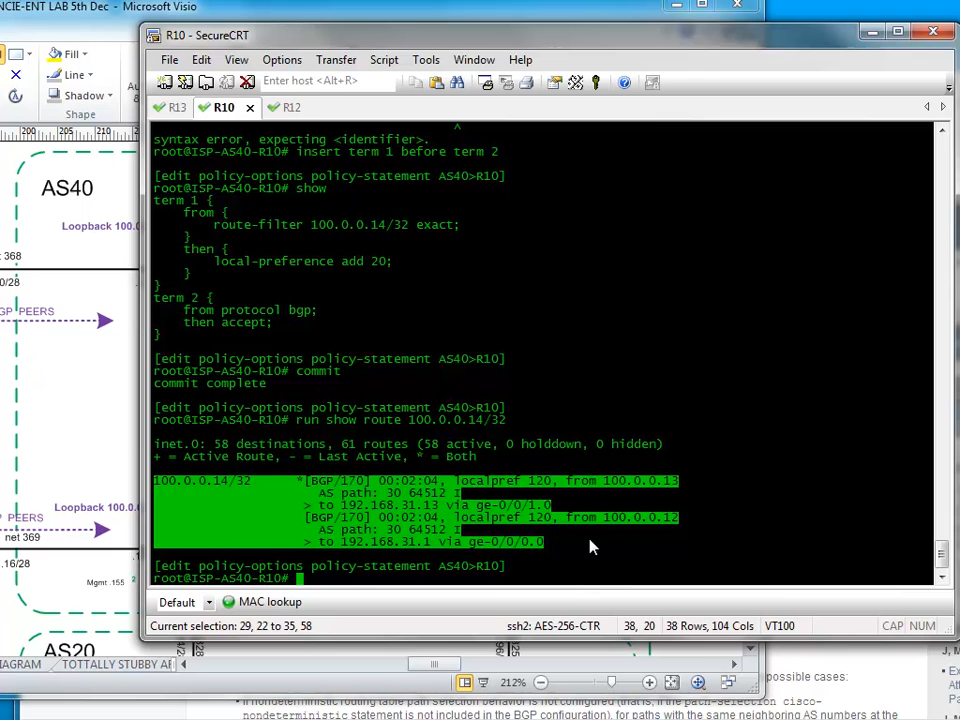 NCIE-ENT LAB 5th Dec - Microsoft Visio
R10 - SecureCRT
File Edit View Options Transfer Script Tools Window Help
Enter host <Alt+R>
R13 R10 R12
Fill
Line
Shadow
Shape
200 205 210
syntax error, expecting <identifier>.
root@ISP-AS40-R10# insert term 1 before term 2
[edit policy-options policy-statement AS40>R10]
root@ISP-AS40-R10# show
term 1 {
from {
route-filter 100.0.0.14/32 exact;
}
then {
local-preference add 20;
}
}
term 2 {
from protocol bgp;
then accept;
}
[edit policy-options policy-statement AS40>R10]
root@ISP-AS40-R10# commit
commit complete
[edit policy-options policy-statement AS40>R10]
root@ISP-AS40-R10# run show route 100.0.0.14/32
inet.0: 58 destinations, 61 routes (58 active, 0 holddown, 0 hidden)
+ = Active Route, - = Last Active, * = Both
100.0.0.14/32 *[BGP/170] 00:02:04, localpref 120, from 100.0.0.13
AS path: 30 64512 I
> to 192.168.31.13 via ge-0/0/1.0
[BGP/170] 00:02:04, localpref 120, from 100.0.0.12
AS path: 30 64512 I
> to 192.168.31.1 via ge-0/0/0.0
[edit policy-options policy-statement AS40>R10]
root@ISP-AS40-R10#
Default MAC lookup
Current selection: 29, 22 to 35, 58 ssh2: AES-256-CTR 38, 20 38 Rows, 104 Cols VT100 CAP NUM
AS40
Loopback 100.0
368
0/28
GP PEERS
Loopback 100.0
PEERS
net 369
.16/28
Mgmt .155
AS20
IAGRAM TOTTALLY STUBBY AF
212%
possible cases:
If nondeterministic routing table path selection behavior is not configured (that is, if the path-selection cisco-
nondeterministic statement is not included in the BGP configuration), for paths with the same neighboring AS numbers at the